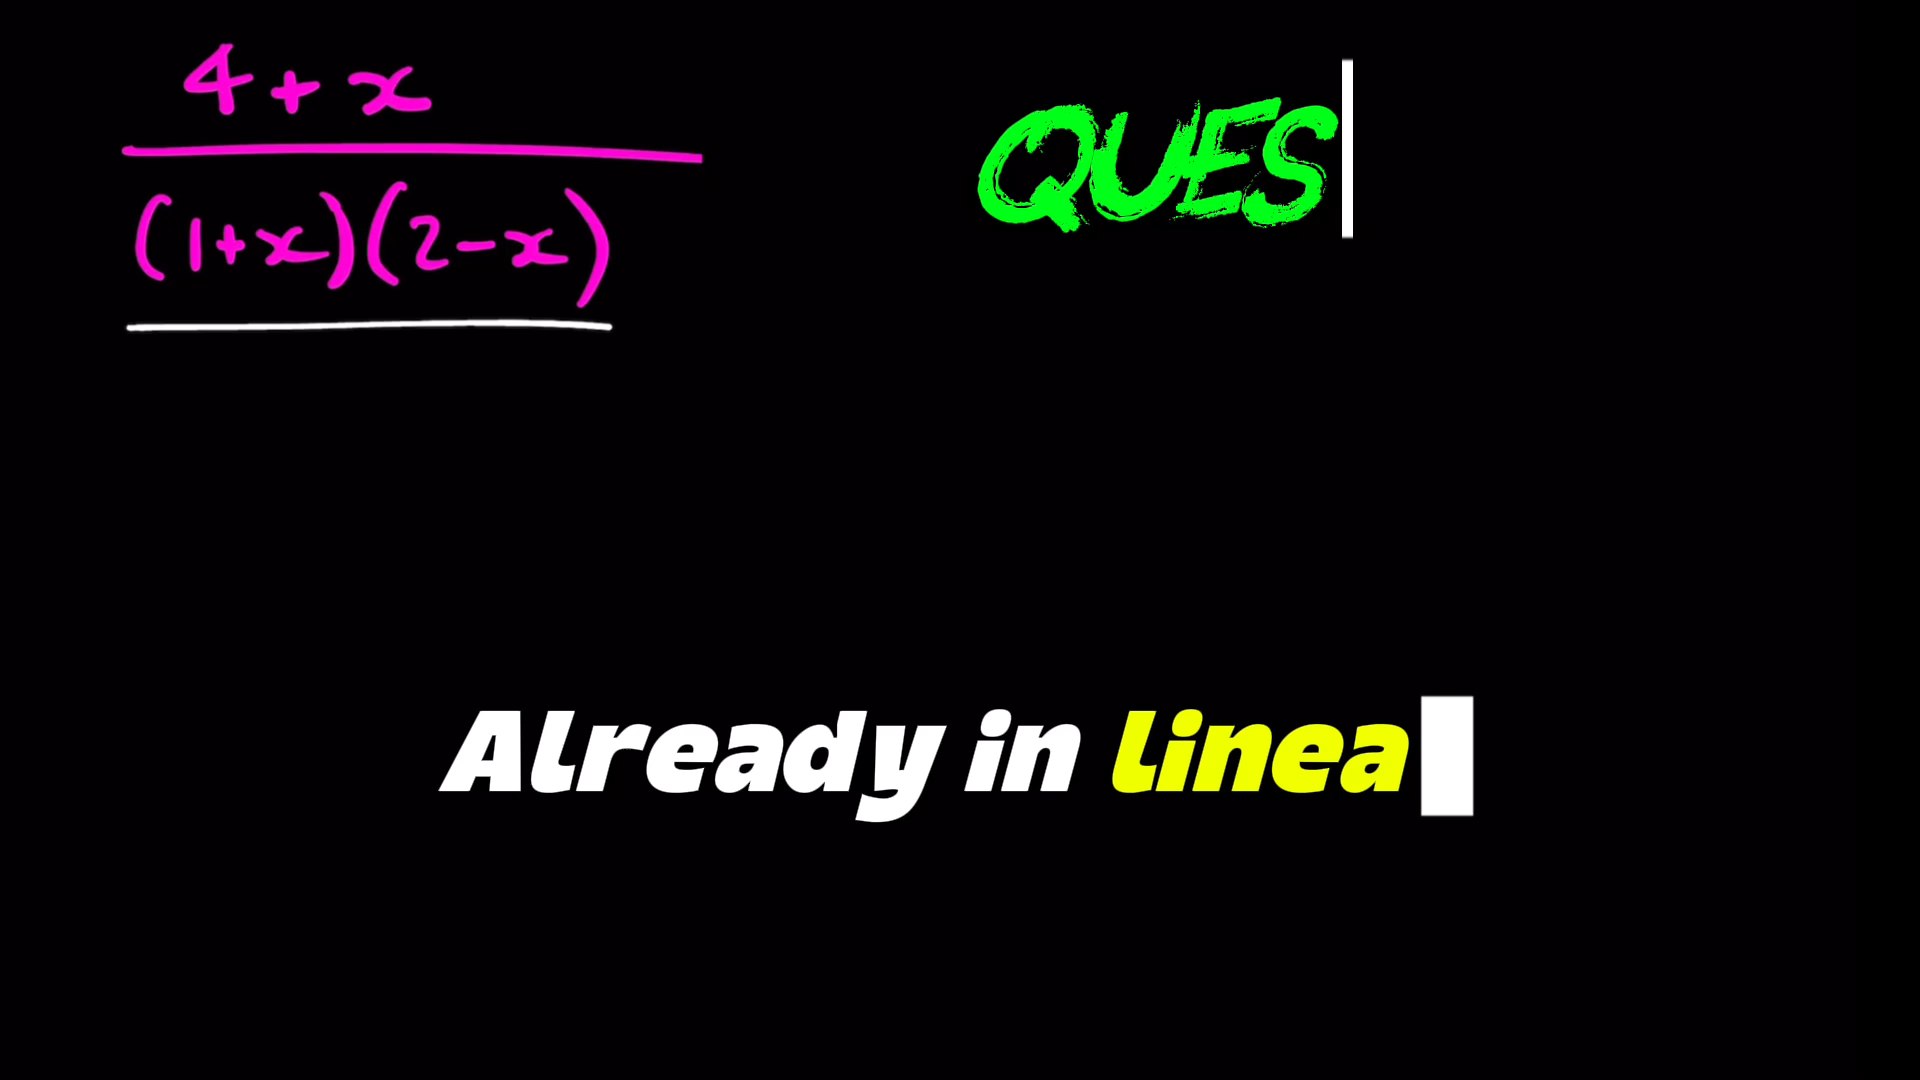 4 + x
(1+x)(2-x)
QUES
Already in linea